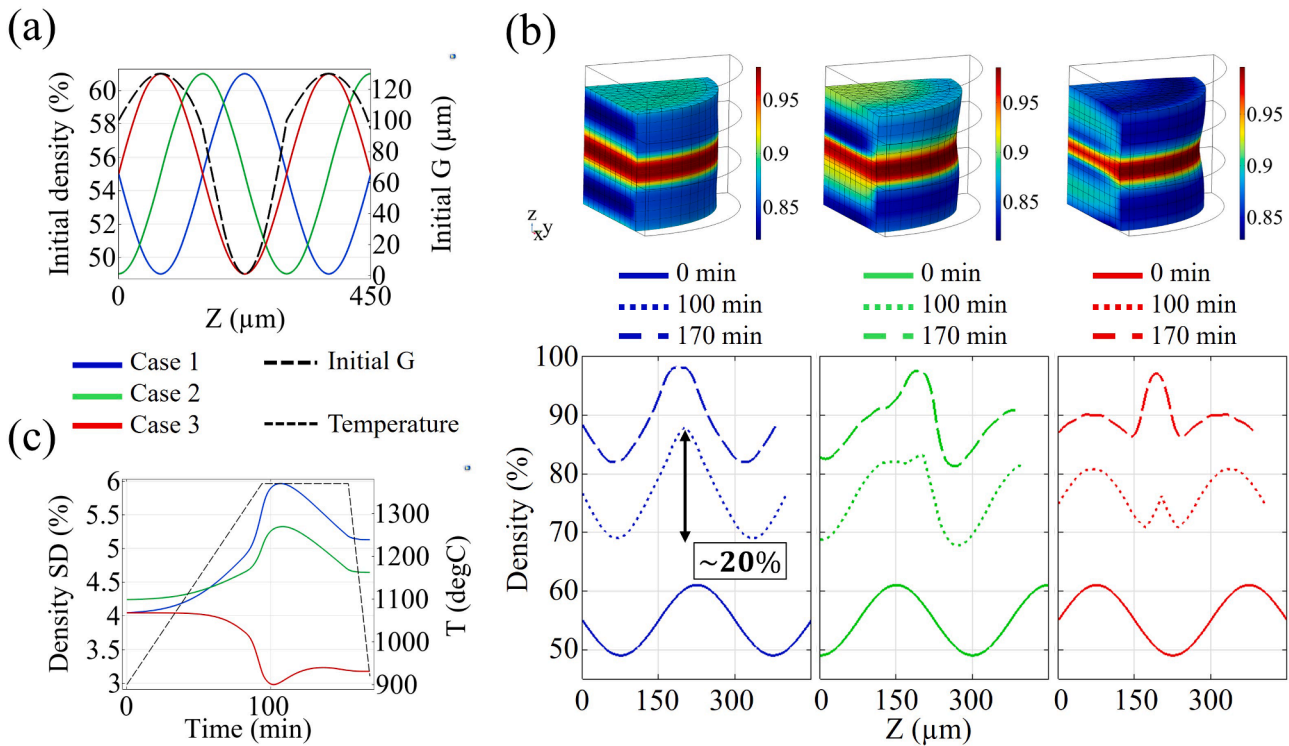 (a)
Initial density (%)
60
58
56
54
52
50
120
100
80
60
40
20
0
Initial G (µm)
0
450
Z (µm)
Case 1
Case 2
Case 3
Initial G
Temperature
(b)
0.95
0.9
0.85
0.95
0.9
0.85
0.95
0.9
0.85
z
x y
0 min
100 min
170 min
0 min
100 min
170 min
0 min
100 min
170 min
Density (%)
100
90
80
70
60
50
~20%
0
150
300
0
150
300
0
150
300
Z (µm)
(c)
Density SD (%)
6
5.5
5
4.5
4
3.5
3
1300
1200
1100
1000
900
T (degC)
0
100
Time (min)